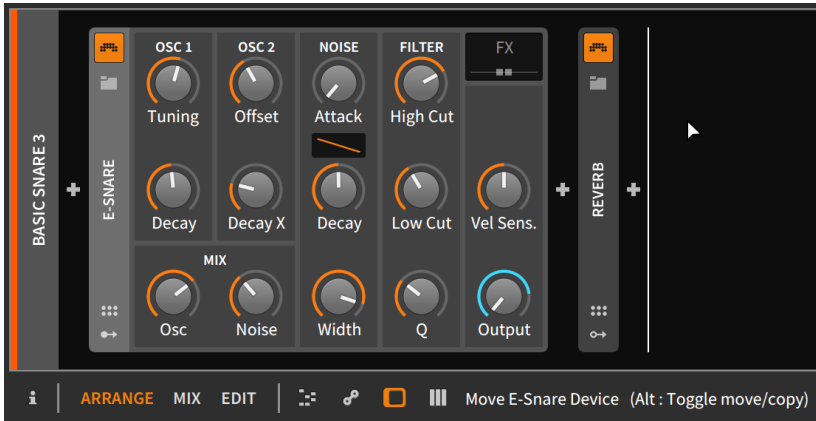 BASIC SNARE 3
E-SNARE
OSC 1 OSC 2 NOISE FILTER FX
Tuning Offset Attack High Cut
Decay Decay X Decay Low Cut Vel Sens.
MIX
Osc Noise Width Q Output
REVERB
i ARRANGE MIX EDIT Move E-Snare Device (Alt : Toggle move/copy)